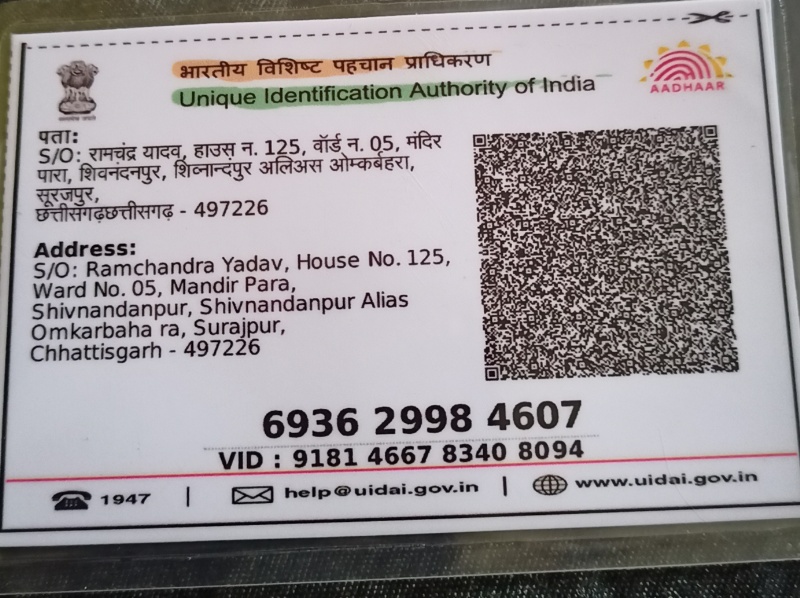 भारतीय विशिष्ट पहचान प्राधिकरण
Unique Identification Authority of India
AADHAAR
पता:
S/O: रामचंद्र यादव, हाउस न. 125, वॉर्ड न. 05, मंदिर
पारा, शिवनंदनपुर, शिव्नान्दंपुर अलिअस ओम्कर्बहरा,
सूरजपुर,
छत्तीसगढ़छत्तीसगढ़ - 497226
Address:
S/O: Ramchandra Yadav, House No. 125,
Ward No. 05, Mandir Para,
Shivnandanpur, Shivnandanpur Alias
Omkarbaha ra, Surajpur,
Chhattisgarh - 497226
6936 2998 4607
VID : 9181 4667 8340 8094
1947 | help@uidai.gov.in | www.uidai.gov.in